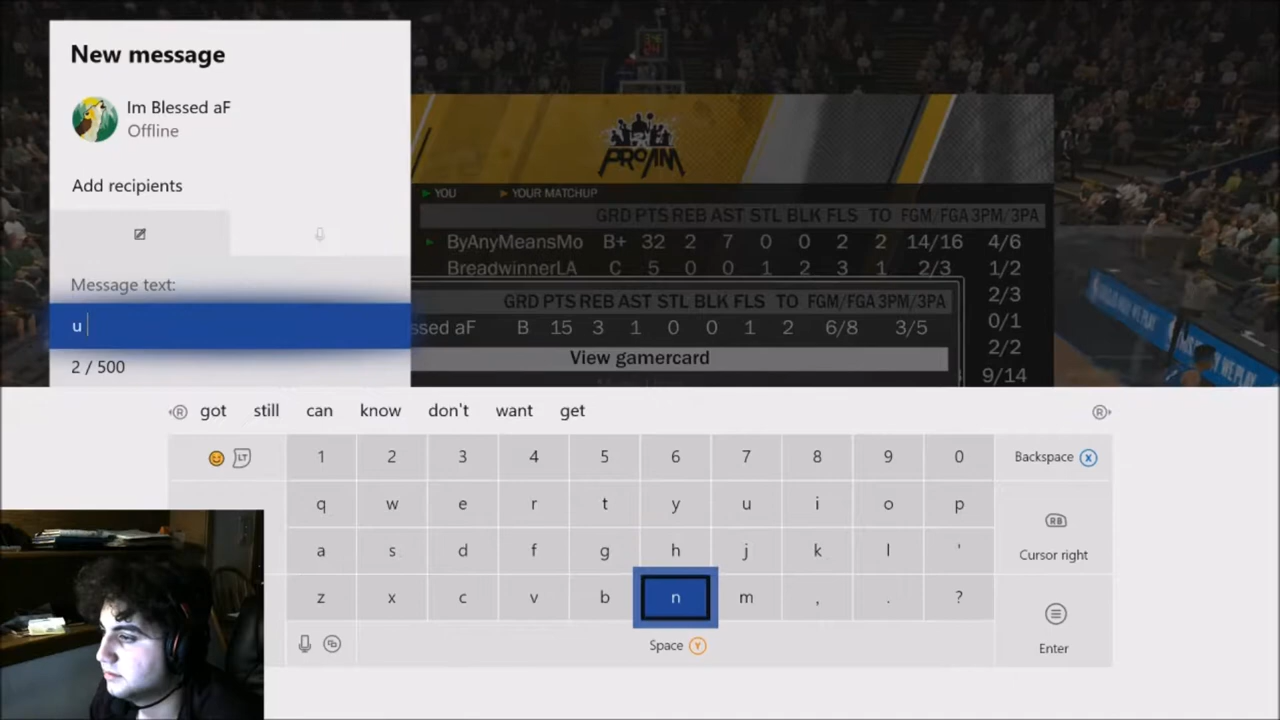 New message
Im Blessed aF
Offline
Add recipients
Message text:
u
2 / 500
PRO AM
YOU YOUR MATCHUP
GRD PTS REB AST STL BLK FLS TO FGM/FGA 3PM/3PA
ByAnyMeansMo B+ 32 2 7 0 0 2 2 14/16 4/6
BreadwinnerLA C 5 0 0 1 2 3 1 2/3 1/2
2/3
GRD PTS REB AST STL BLK FLS TO FGM/FGA 3PM/3PA
ssed aF B 15 3 1 0 0 1 2 6/8 3/5
0/1
2/2
View gamercard
9/14
R got still can know don't want get R
LT 1 2 3 4 5 6 7 8 9 0 Backspace X
q w e r t y u i o p RB
a s d f g h j k l ' Cursor right
z x c v b n m , . ?
Space Y Enter